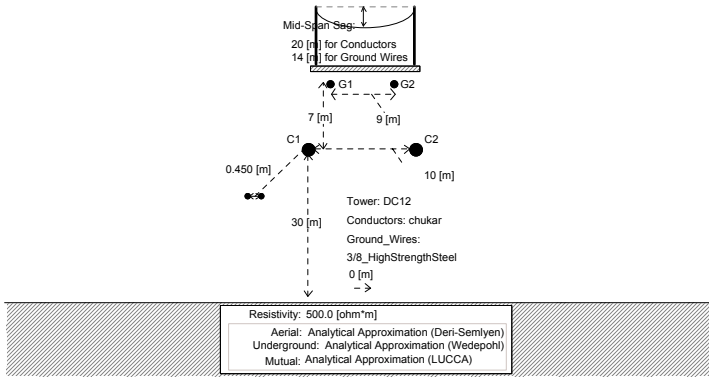 Mid-Span Sag:
20 [m] for Conductors
14 [m] for Ground Wires
G1
G2
7 [m]
9 [m]
C1
C2
0.450 [m]
10 [m]
30 [m]
Tower: DC12
Conductors: chukar
Ground_Wires:
3/8_HighStrengthSteel
0 [m]
Resistivity: 500.0 [ohm*m]
Aerial: Analytical Approximation (Deri-Semlyen)
Underground: Analytical Approximation (Wedepohl)
Mutual: Analytical Approximation (LUCCA)